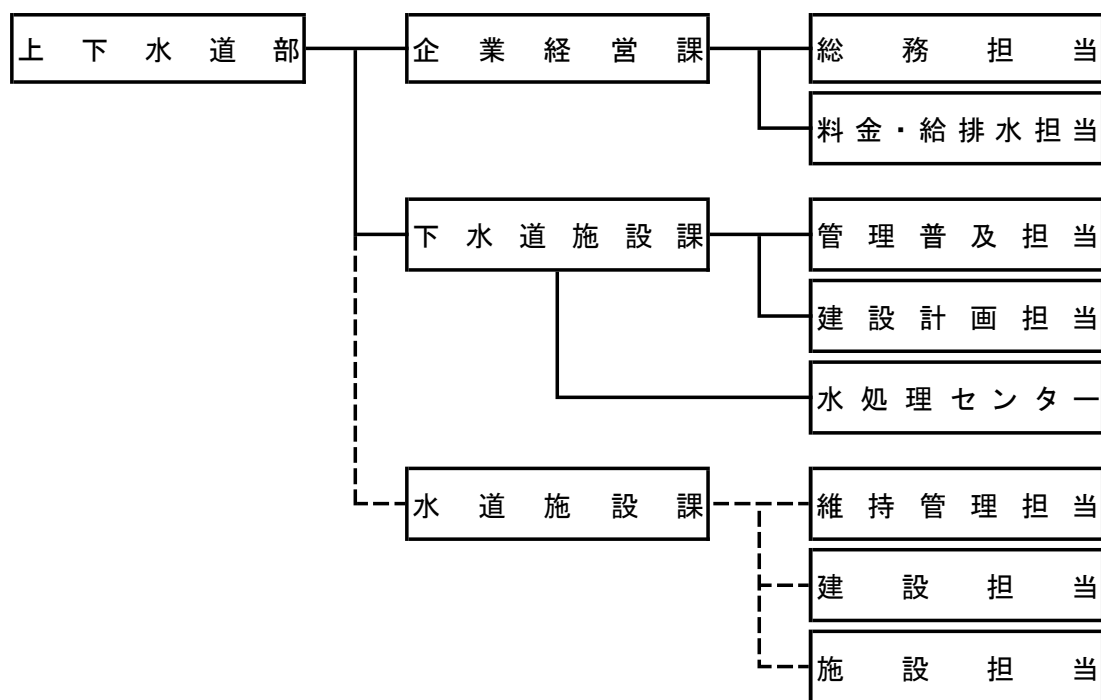 上下水道部
企業経営課
総務担当
料金・給排水担当
下水道施設課
管理普及担当
建設計画担当
水処理センター
水道施設課
維持管理担当
建設担当
施設担当